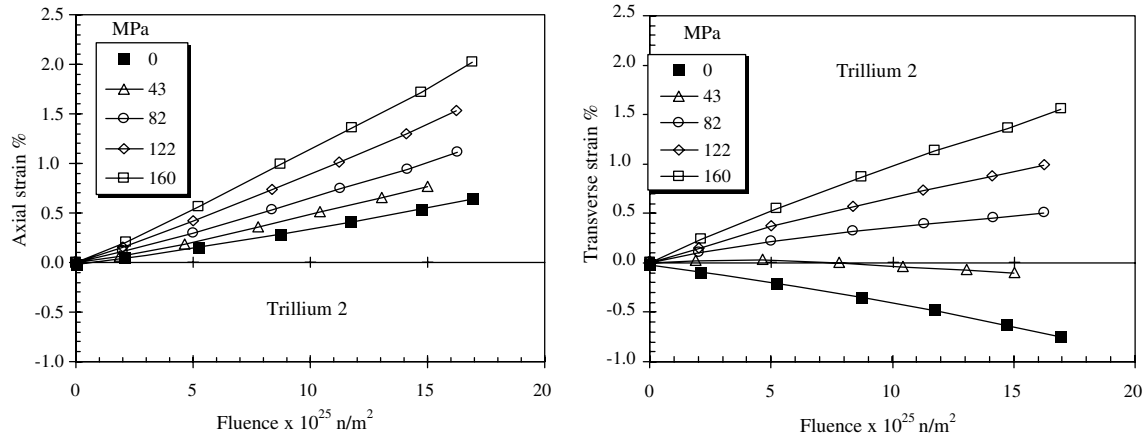 2.5
2.0
1.5
1.0
0.5
0.0
-0.5
-1.0
Axial strain %
MPa
0
43
82
122
160
Trillium 2
0 5 10 15 20
Fluence x 10²⁵ n/m²
2.5
2.0
1.5
1.0
0.5
0.0
-0.5
-1.0
Transverse strain %
MPa
0
43
82
122
160
Trillium 2
0 5 10 15 20
Fluence x 10²⁵ n/m²